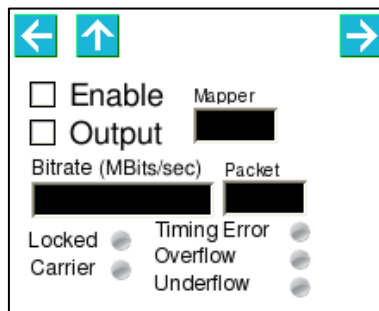 Enable
Mapper
Output
Bitrate (MBits/sec)
Packet
Locked
Timing Error
Carrier
Overflow
Underflow